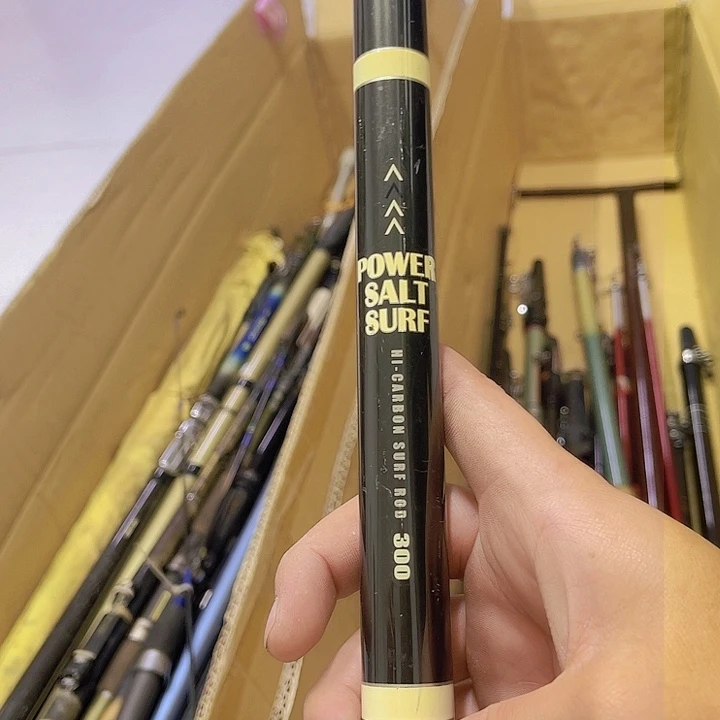 POWER
SALT
SURF
HI-CARBON SURF ROD 300